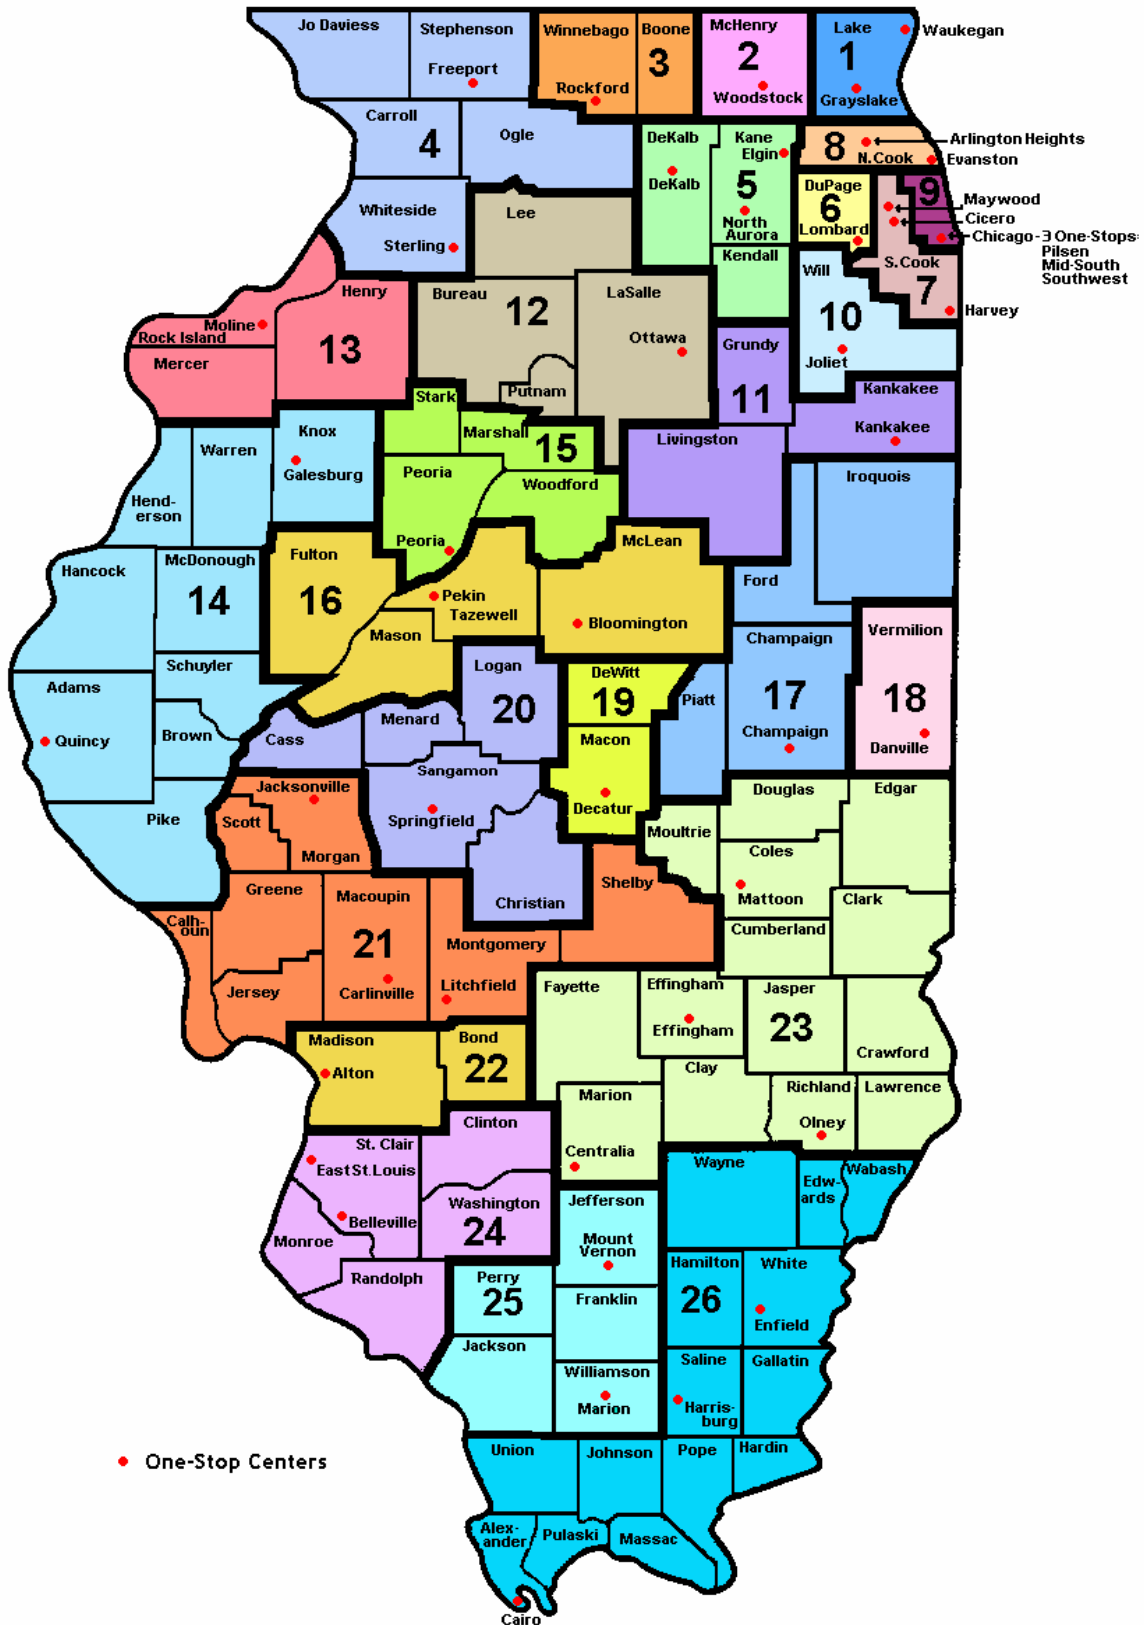 Jo Daviess
Stephenson
Freeport
Winnebago
Rockford
Boone
3
McHenry
2
Woodstock
Lake
1
Grayslake
Waukegan
Carroll
4
Ogle
DeKalb
DeKalb
Kane
Elgin
5
North
Aurora
Kendall
8
N.Cook
Arlington Heights
Evanston
DuPage
6
Lombard
9
Maywood
Cicero
Chicago-3 One-Stops=
Pilsen
Mid-South
Southwest
S.Cook
7
Harvey
Whiteside
Sterling
Lee
Bureau
12
LaSalle
Ottawa
Putnam
Will
10
Joliet
Henry
Moline
Rock Island
13
Mercer
Grundy
11
Kankakee
Kankakee
Livingston
Stark
Marshall
15
Peoria
Woodford
Peoria
Knox
Galesburg
Warren
Hend-
erson
Iroquois
Ford
Hancock
McDonough
14
Fulton
16
McLean
Pekin
Tazewell
Bloomington
Mason
Champaign
17
Champaign
Vermilion
18
Danville
Schuyler
Adams
Quincy
Brown
Logan
20
DeWitt
19
Piatt
Menard
Cass
Macon
Decatur
Sangamon
Springfield
Pike
Jacksonville
Scott
Morgan
Douglas
Edgar
Moultrie
Coles
Mattoon
Shelby
Clark
Greene
Macoupin
Christian
Calh-
oun
21
Montgomery
Cumberland
Jersey
Carlinville
Litchfield
Fayette
Effingham
Effingham
Jasper
23
Crawford
Madison
Alton
Bond
22
Clay
Richland
Olney
Lawrence
Marion
Centralia
Clinton
St. Clair
East St. Louis
Belleville
Washington
24
Monroe
Randolph
Wayne
Edw-
ards
Wabash
Jefferson
Mount
Vernon
Hamilton
26
White
Enfield
Perry
25
Franklin
Jackson
Williamson
Marion
Saline
Harris-
burg
Gallatin
One-Stop Centers
Union
Johnson
Pope
Hardin
Alex-
ander
Pulaski
Massac
Cairo